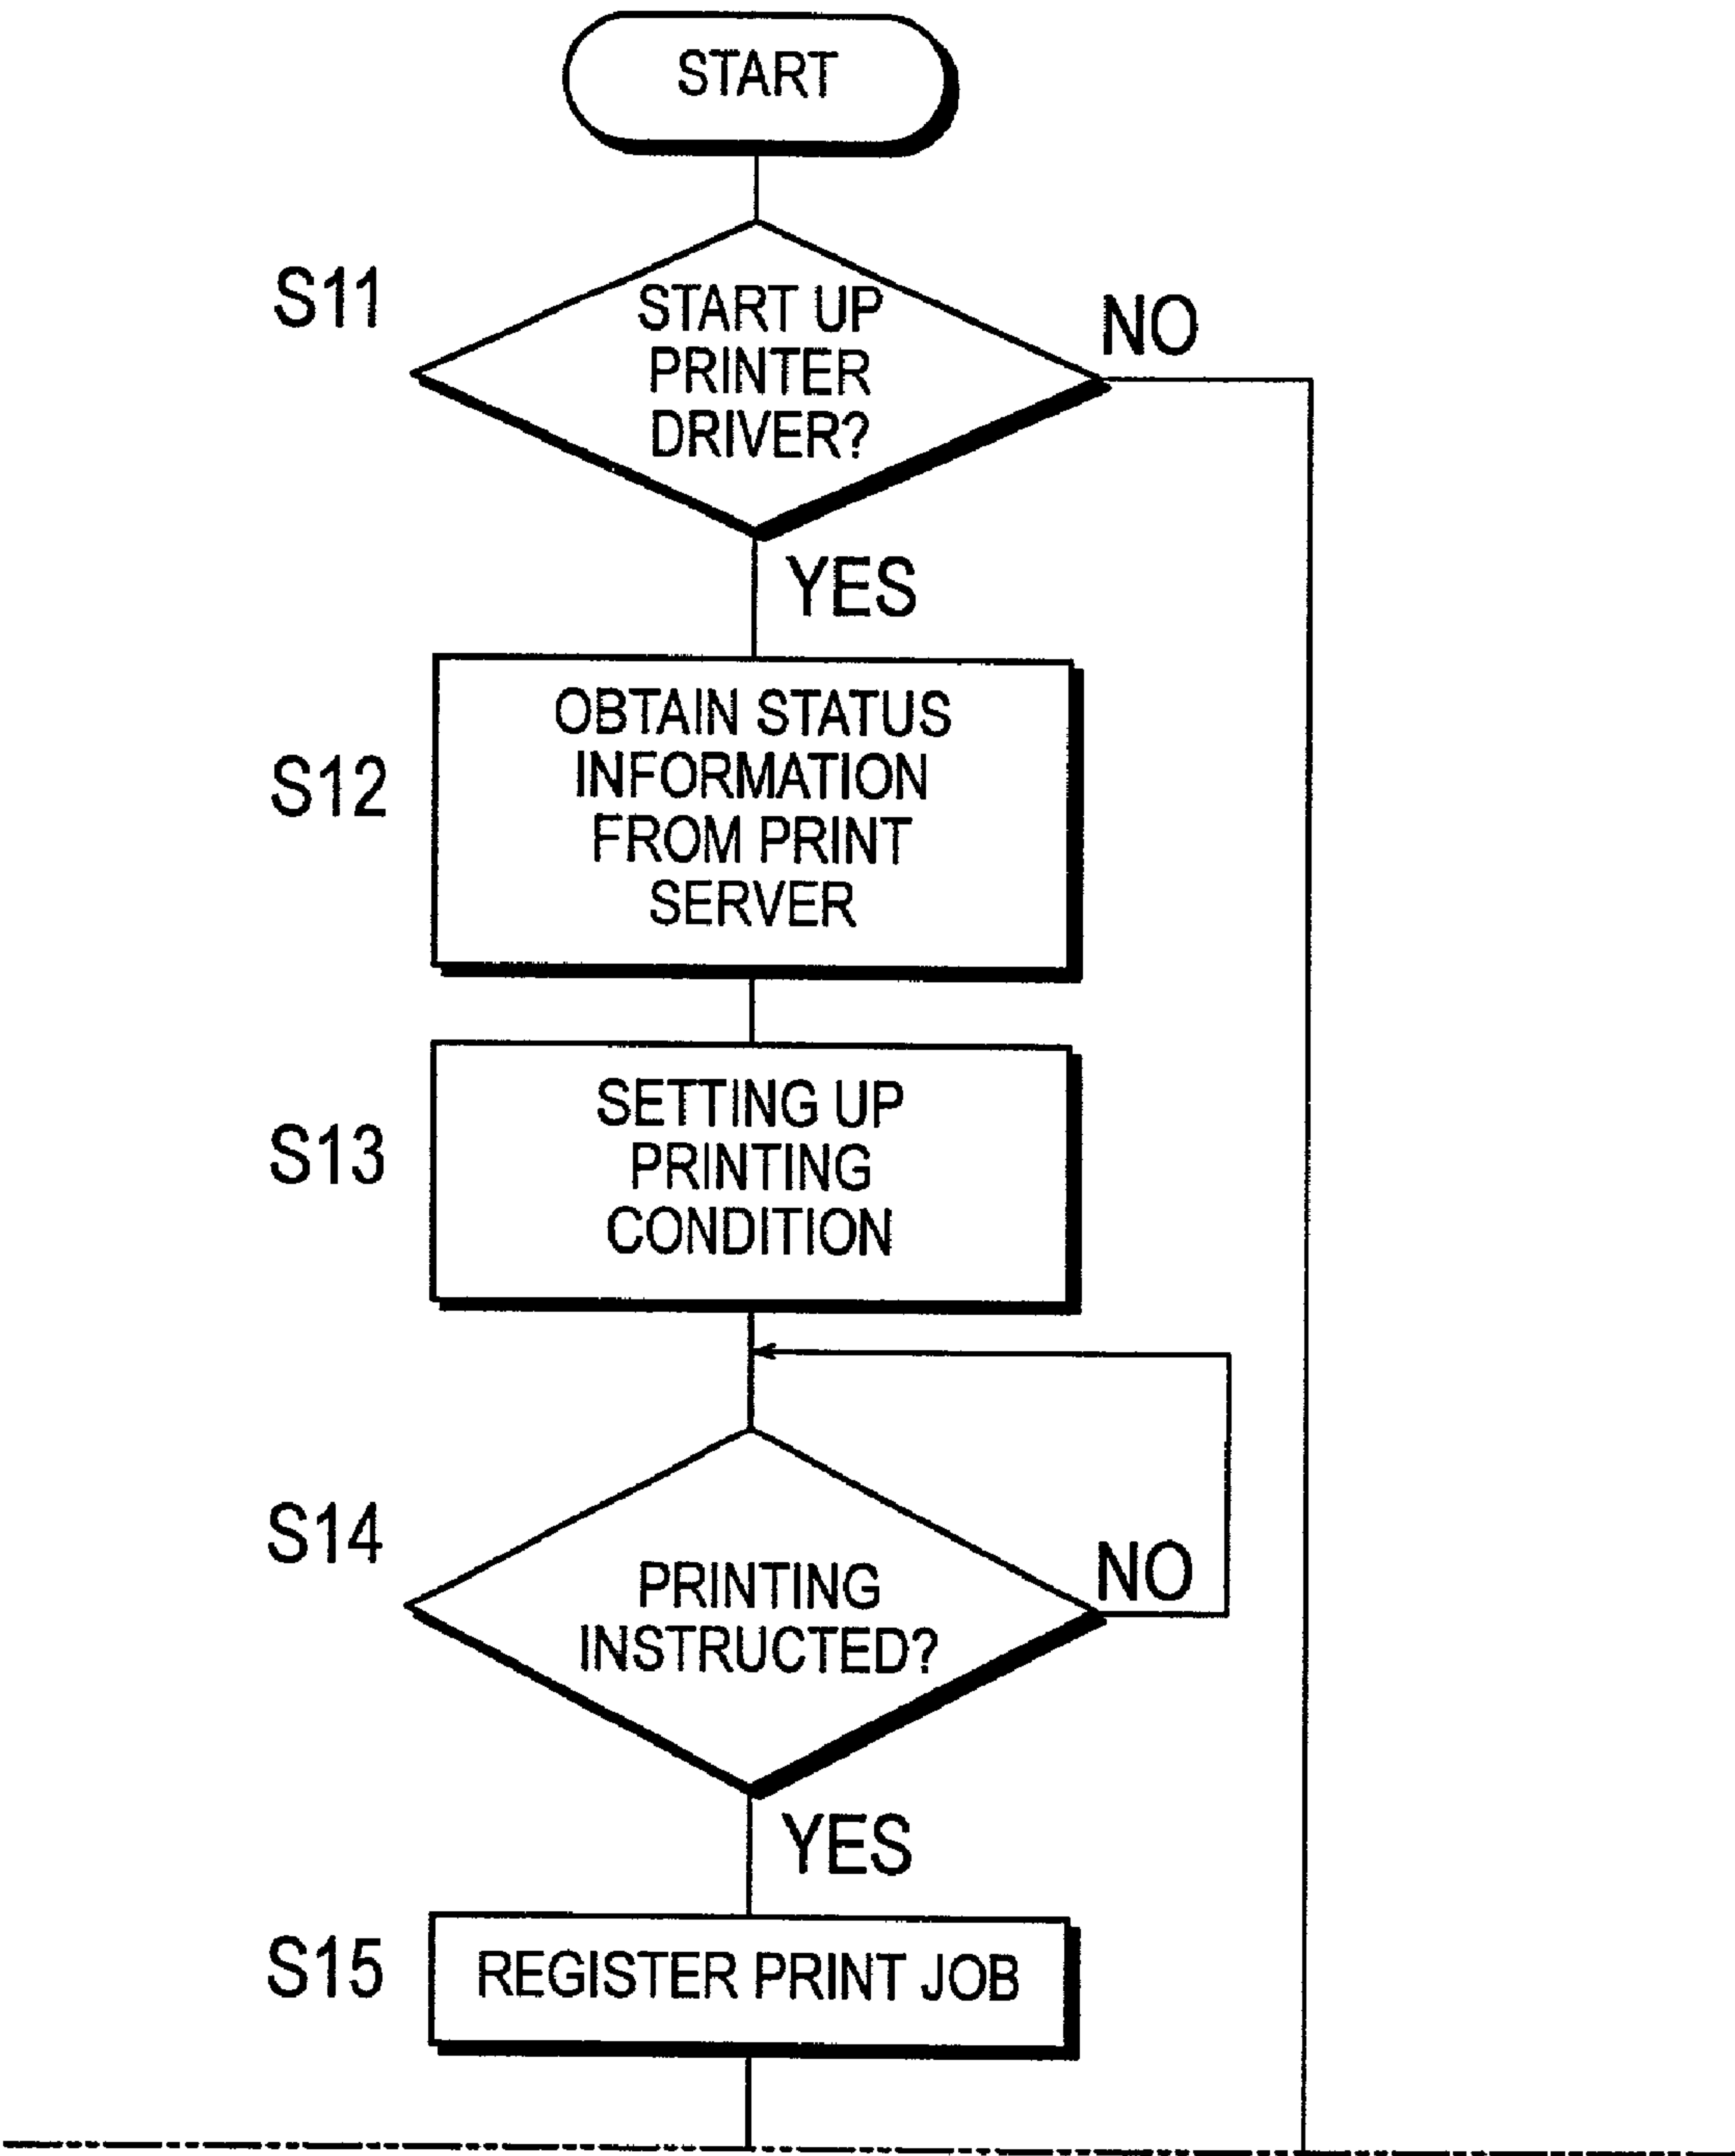 START
S11
START UP
PRINTER
DRIVER?
NO
YES
S12
OBTAIN STATUS
INFORMATION
FROM PRINT
SERVER
S13
SETTING UP
PRINTING
CONDITION
S14
PRINTING
INSTRUCTED?
NO
YES
S15
REGISTER PRINT JOB